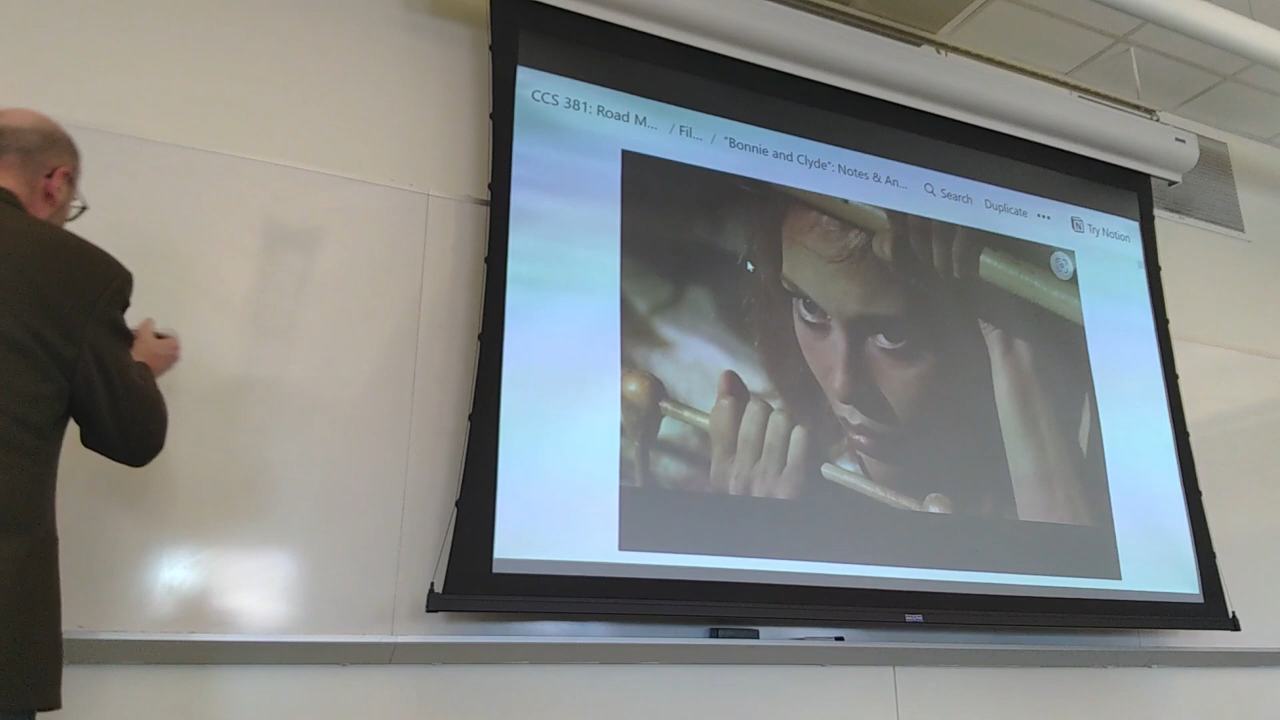 CCS 381: Road M... / Fil... / "Bonnie and Clyde": Notes & An... Search Duplicate ••• Try Notion